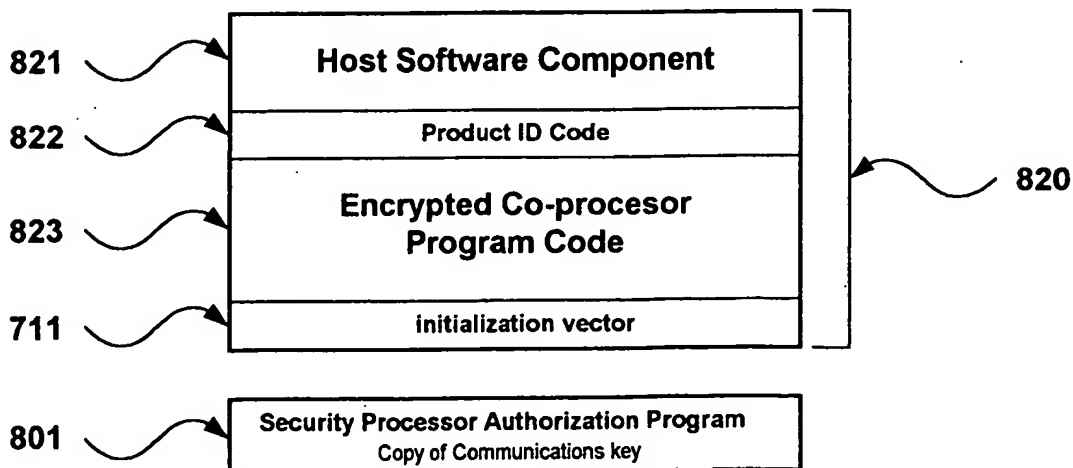 821
Host Software Component
822
Product ID Code
820
823
Encrypted Co-procesor
Program Code
711
initialization vector
801
Security Processor Authorization Program
Copy of Communications key